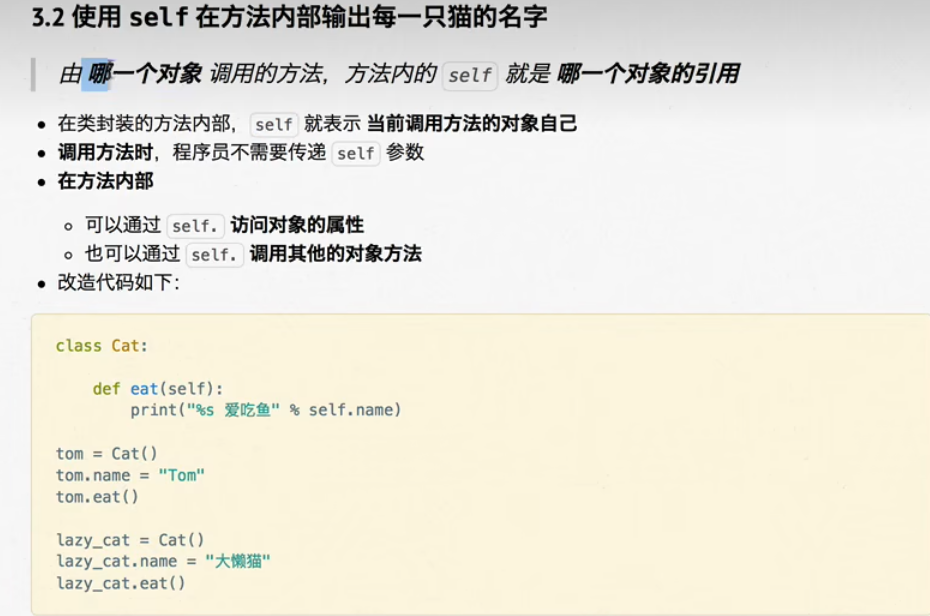 3.2 使用 self 在方法内部输出每一只猫的名字
由 哪一个对象 调用的方法，方法内的 self 就是 哪一个对象的引用
• 在类封装的方法内部，self 就表示 当前调用方法的对象自己
• 调用方法时，程序员不需要传递 self 参数
• 在方法内部
◦ 可以通过 self. 访问对象的属性
◦ 也可以通过 self. 调用其他的对象方法
• 改造代码如下：
class Cat:
    def eat(self):
        print("%s 爱吃鱼" % self.name)
tom = Cat()
tom.name = "Tom"
tom.eat()
lazy_cat = Cat()
lazy_cat.name = "大懒猫"
lazy_cat.eat()